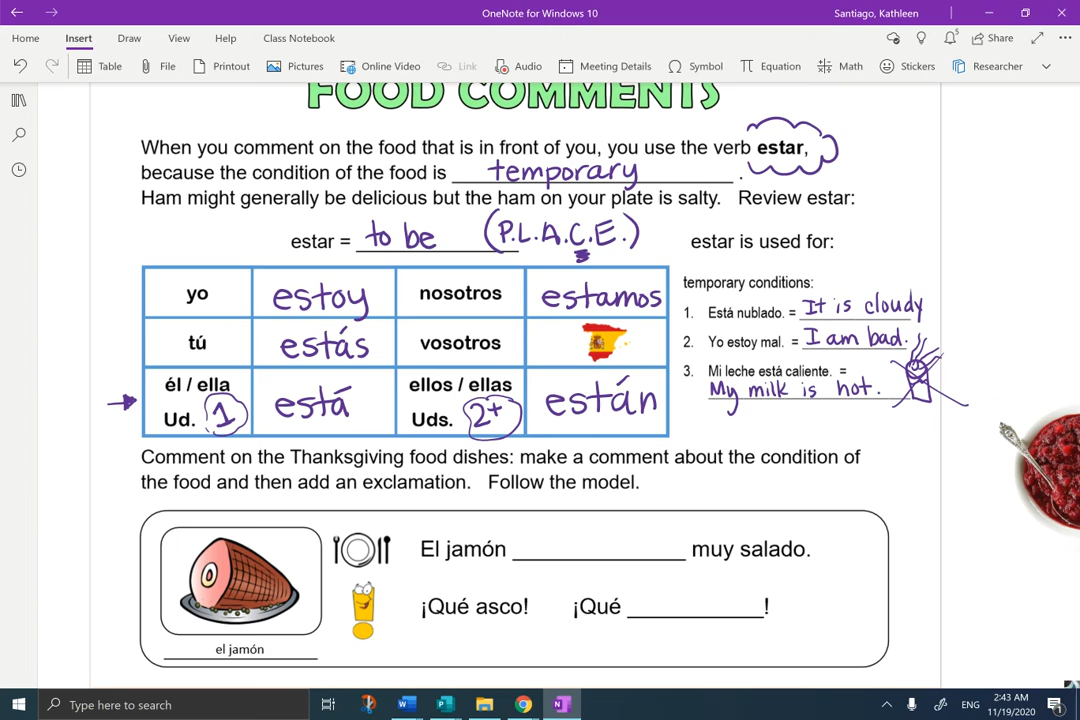 OneNote for Windows 10
Santiago, Kathleen
Home Insert Draw View Help Class Notebook
5
Share
Table File Printout Pictures Online Video Link Audio Meeting Details Symbol Equation Math Stickers Researcher
FOOD COMMENTS
When you comment on the food that is in front of you, you use the verb estar,
because the condition of the food is temporary.
Ham might generally be delicious but the ham on your plate is salty. Review estar:
estar = to be (P.L.A.C.E.) estar is used for:
yo estoy nosotros estamos
tú estás vosotros
él / ella está ellos / ellas están
Ud. 1 Uds. 2+
temporary conditions:
1. Está nublado. = It is cloudy
2. Yo estoy mal. = I am bad.
3. Mi leche está caliente. =
My milk is hot.
Comment on the Thanksgiving food dishes: make a comment about the condition of
the food and then add an exclamation. Follow the model.
El jamón ____________ muy salado.
¡Qué asco! ¡Qué __________!
el jamón
Type here to search
ENG
2:43 AM
11/19/2020
1